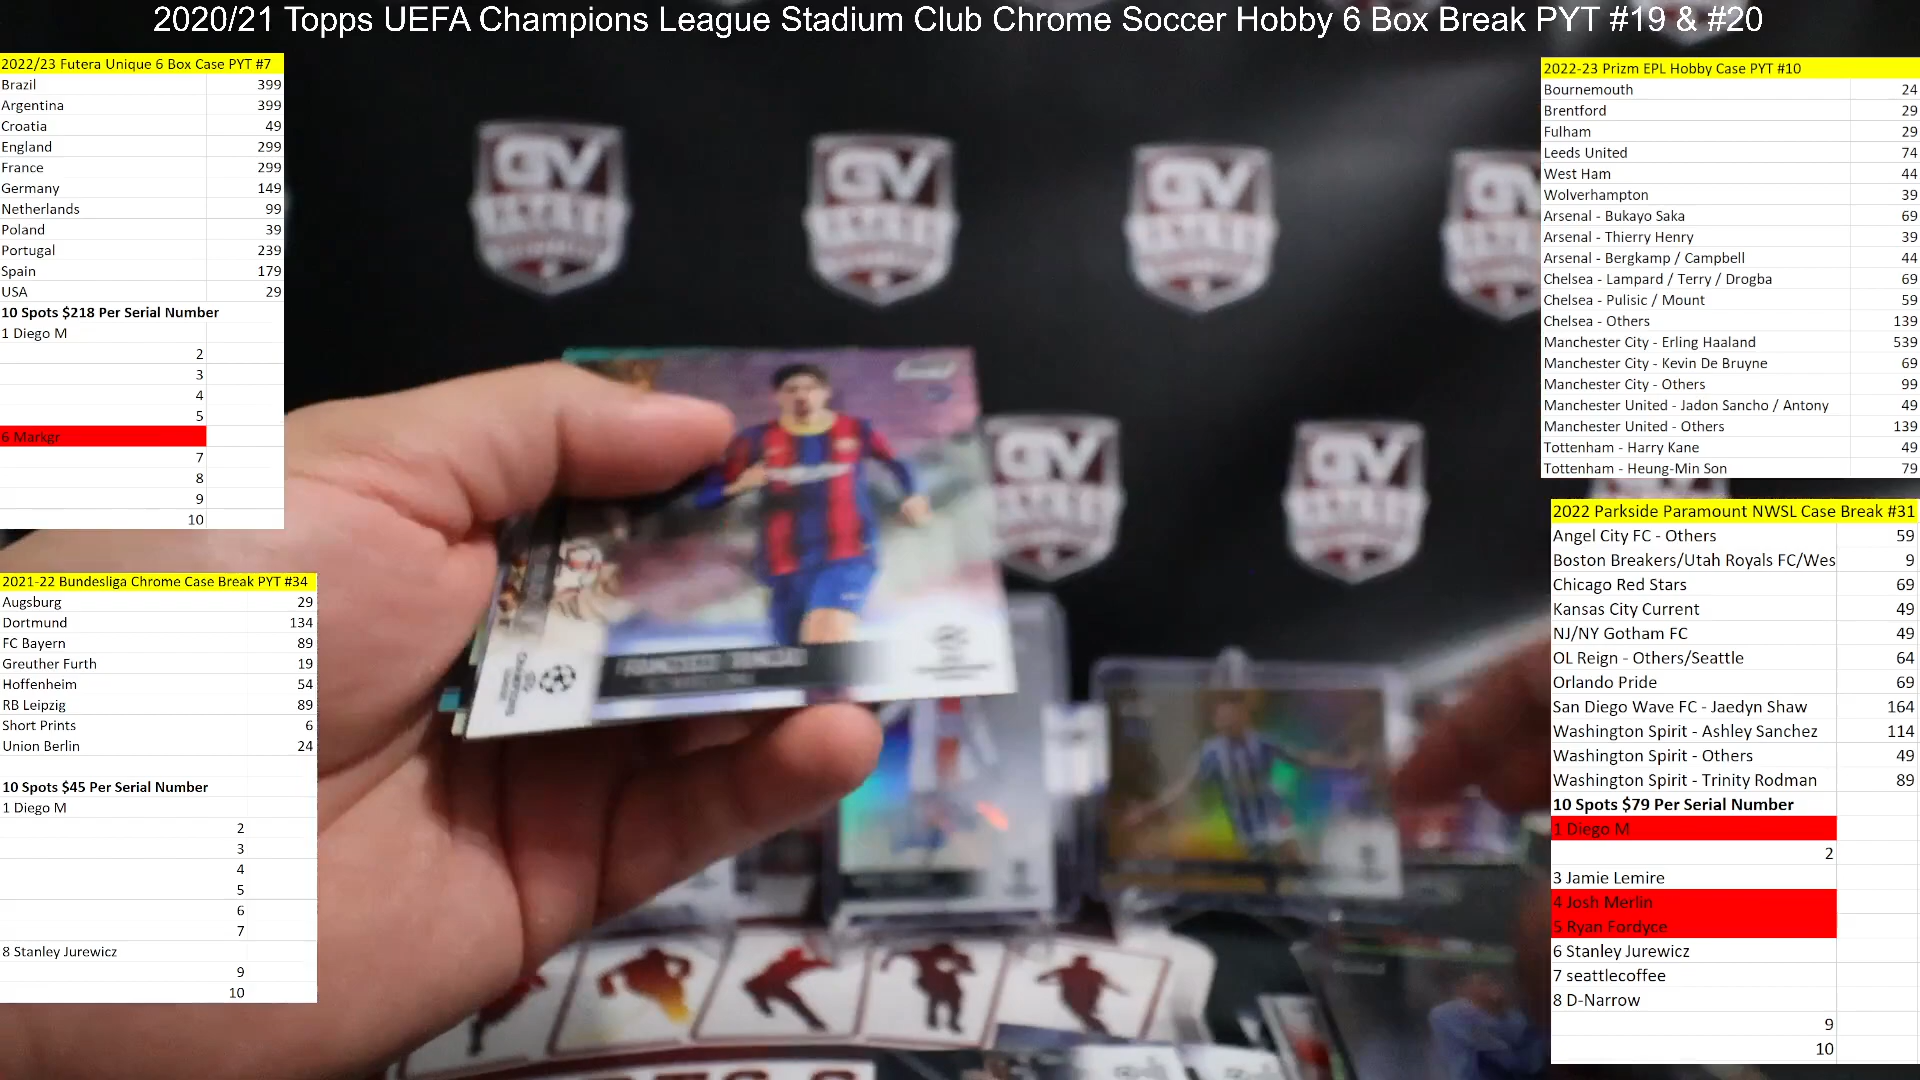 2020/21 Topps UEFA Champions League Stadium Club Chrome Soccer Hobby 6 Box Break PYT #19 & #20
2022/23 Futera Unique 6 Box Case PYT #7
Brazil 399
Argentina 399
Croatia 49
England 299
France 299
Germany 149
Netherlands 99
Poland 39
Portugal 239
Spain 179
USA 29
10 Spots $218 Per Serial Number
1 Diego M
2
3
4
5
6 Markgr
7
8
9
10
2021-22 Bundesliga Chrome Case Break PYT #34
Augsburg 29
Dortmund 134
FC Bayern 89
Greuther Furth 19
Hoffenheim 54
RB Leipzig 89
Short Prints 6
Union Berlin 24
10 Spots $45 Per Serial Number
1 Diego M
2
3
4
5
6
7
8 Stanley Jurewicz
9
10
GV
GV
GV
GV
GV
GV
2022-23 Prizm EPL Hobby Case PYT #10
Bournemouth 24
Brentford 29
Fulham 29
Leeds United 74
West Ham 44
Wolverhampton 39
Arsenal - Bukayo Saka 69
Arsenal - Thierry Henry 39
Arsenal - Bergkamp / Campbell 44
Chelsea - Lampard / Terry / Drogba 69
Chelsea - Pulisic / Mount 59
Chelsea - Others 139
Manchester City - Erling Haaland 539
Manchester City - Kevin De Bruyne 69
Manchester City - Others 99
Manchester United - Jadon Sancho / Antony 49
Manchester United - Others 139
Tottenham - Harry Kane 49
Tottenham - Heung-Min Son 79
2022 Parkside Paramount NWSL Case Break #31
Angel City FC - Others 59
Boston Breakers/Utah Royals FC/Wes 9
Chicago Red Stars 69
Kansas City Current 49
NJ/NY Gotham FC 49
OL Reign - Others/Seattle 64
Orlando Pride 69
San Diego Wave FC - Jaedyn Shaw 164
Washington Spirit - Ashley Sanchez 114
Washington Spirit - Others 49
Washington Spirit - Trinity Rodman 89
10 Spots $79 Per Serial Number
1 Diego M
2
3 Jamie Lemire
4 Josh Merlin
5 Ryan Fordyce
6 Stanley Jurewicz
7 seattlecoffee
8 D-Narrow
9
10